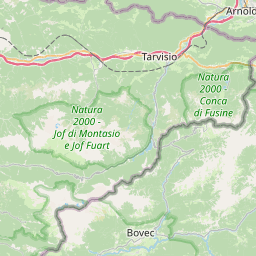 Arnold
Tarvisio
Natura
2000 -
Conca
di Fusine
Natura
2000 -
Jof di Montasio
e Jof Fuart
Bovec